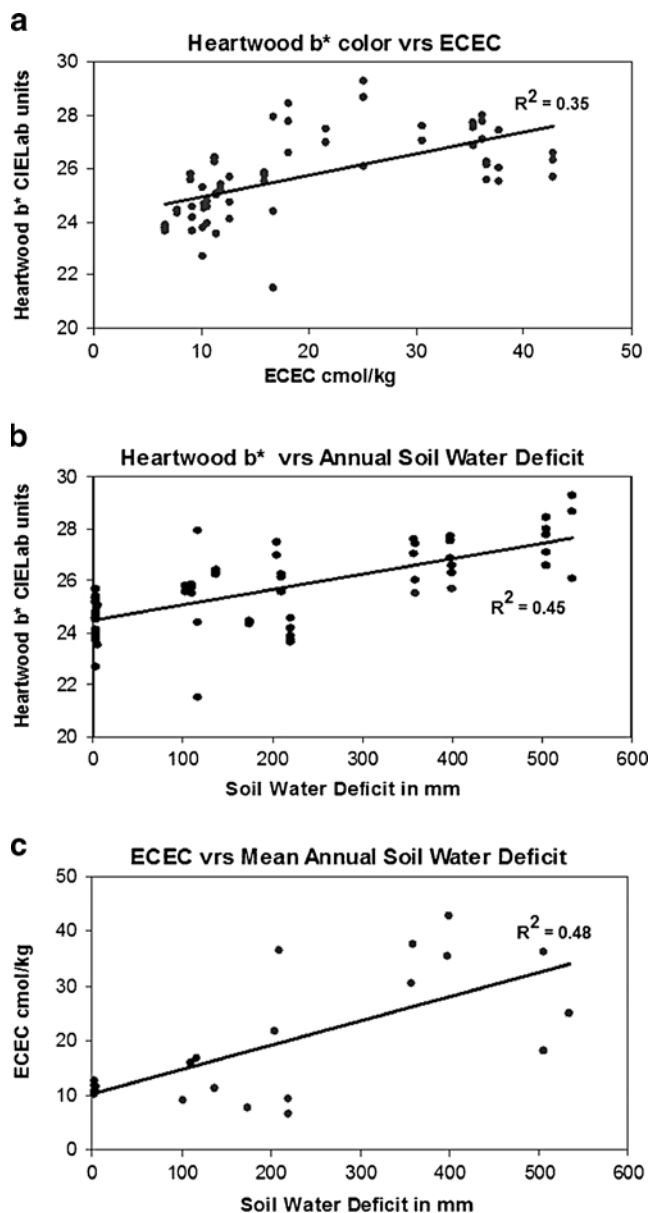 a
Heartwood b* color vrs ECEC
Heartwood b* CIELab units
30
28
26
24
22
20
R² = 0.35
0 10 20 30 40 50
ECEC cmol/kg
b
Heartwood b* vrs Annual Soil Water Deficit
Heartwood b* CIELab units
30
28
26
24
22
20
R² = 0.45
0 100 200 300 400 500 600
Soil Water Deficit in mm
c
ECEC vrs Mean Annual Soil Water Deficit
ECEC cmol/kg
50
40
30
20
10
0
R² = 0.48
0 100 200 300 400 500 600
Soil Water Deficit in mm